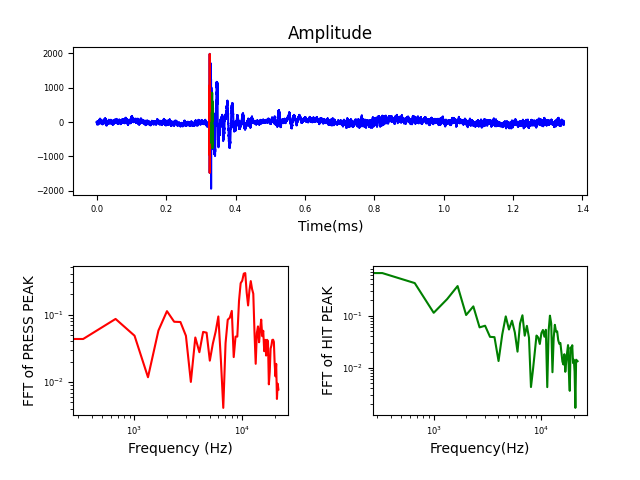 Amplitude
2000
1000
0
−1000
−2000
0.0 0.2 0.4 0.6 0.8 1.0 1.2 1.4
Time(ms)
FFT of PRESS PEAK
10⁻¹
10⁻²
10³ 10⁴
Frequency (Hz)
FFT of HIT PEAK
10⁻¹
10⁻²
10³ 10⁴
Frequency(Hz)